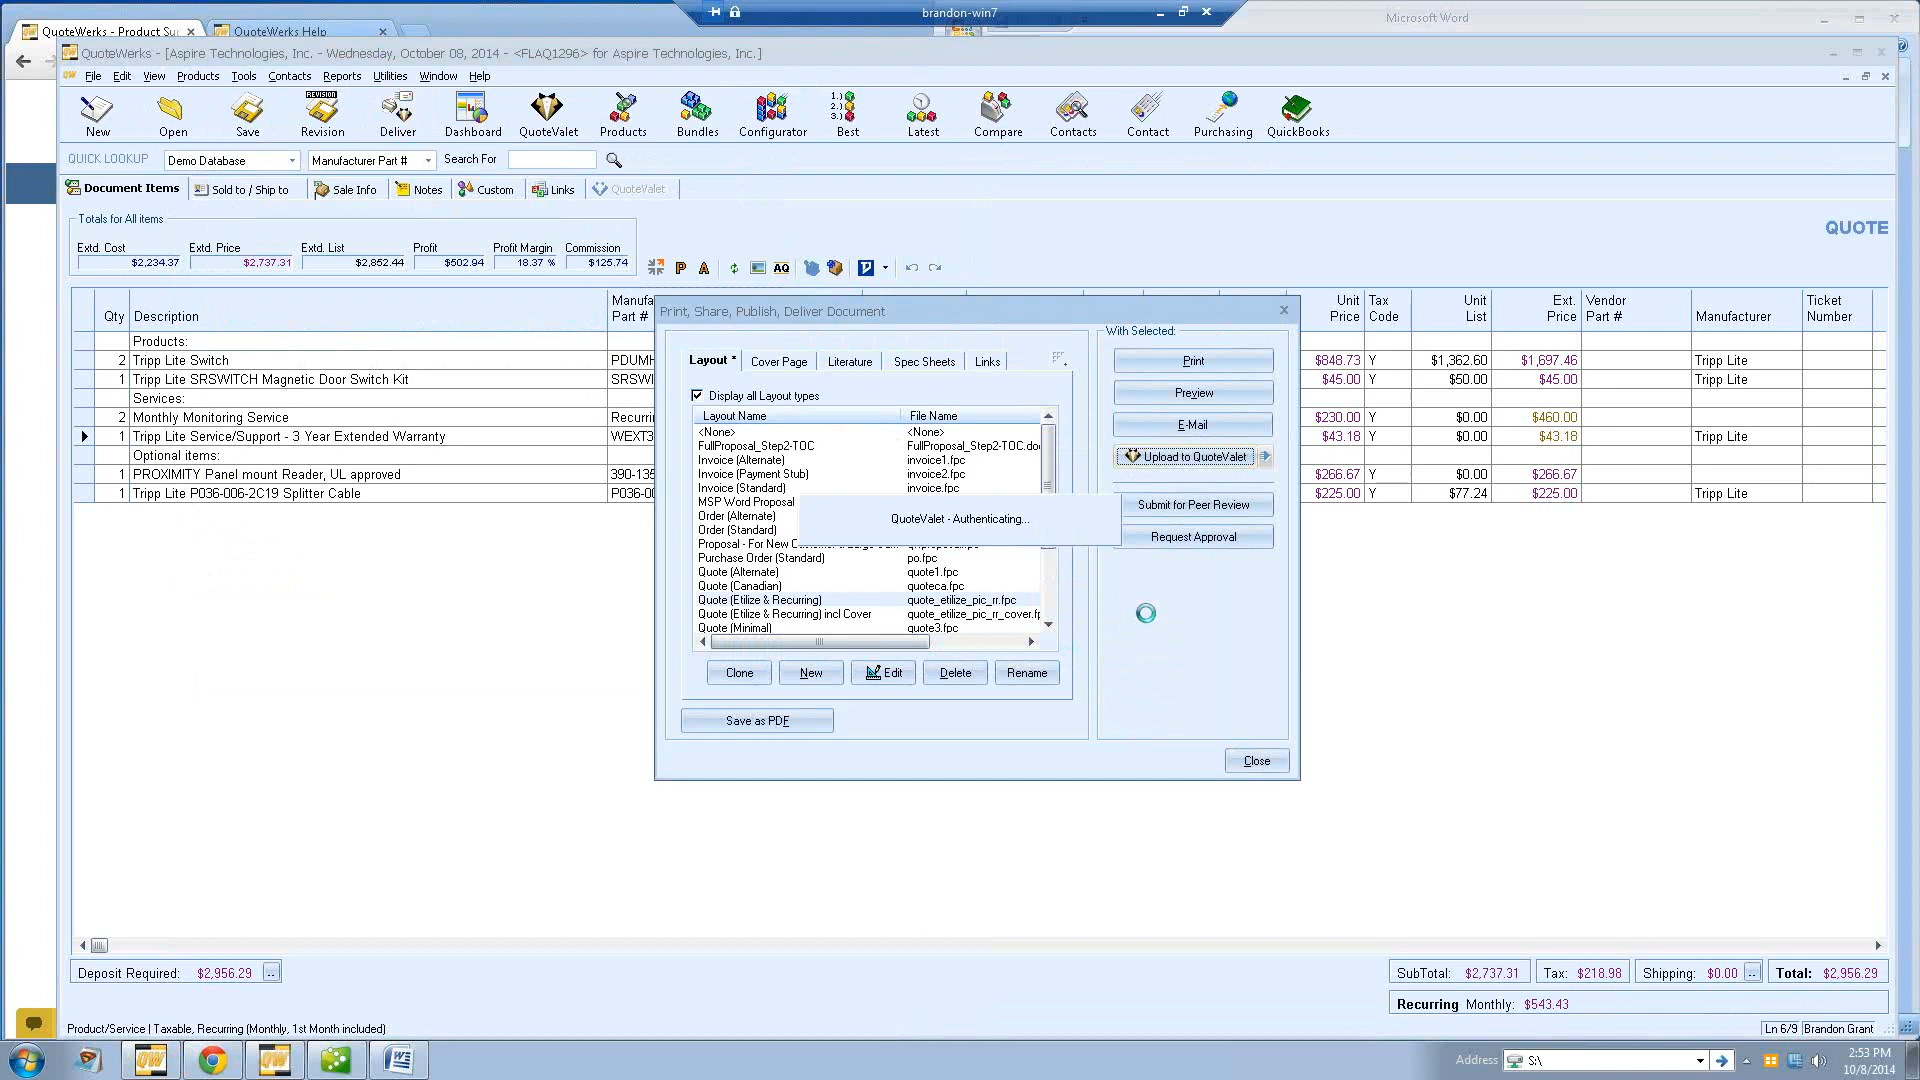 brandon-win7
Microsoft Word
QuoteWerks - Product Su
QuoteWerks Help
QuoteWerks - [Aspire Technologies, Inc. - Wednesday, October 08, 2014 - <FLAQ1296> for Aspire Technologies, Inc.]
File Edit View Products Tools Contacts Reports Utilities Window Help
New Open Save Revision Deliver Dashboard QuoteValet Products Bundles Configurator Best Latest Compare Contacts Contact Purchasing QuickBooks
QUICK LOOKUP Demo Database Manufacturer Part # Search For
Document Items Sold to / Ship to Sale Info Notes Custom Links QuoteValet
Totals for All items
QUOTE
Extd. Cost Extd. Price Extd. List Profit Profit Margin Commission
$2,234.37 $2,737.31 $2,852.44 $502.94 18.37 % $125.74
Qty Description Manufa Part # Unit Price Tax Code Unit List Ext. Price Vendor Part # Manufacturer Ticket Number
Products:
2 Tripp Lite Switch PDUMH $848.73 Y $1,362.60 $1,697.46 Tripp Lite
1 Tripp Lite SRSWITCH Magnetic Door Switch Kit SRSWI $45.00 Y $50.00 $45.00 Tripp Lite
Services:
2 Monthly Monitoring Service Recurrin $230.00 Y $0.00 $460.00
1 Tripp Lite Service/Support - 3 Year Extended Warranty WEXT3 $43.18 Y $0.00 $43.18 Tripp Lite
Optional items:
1 PROXIMITY Panel mount Reader, UL approved 390-135 $266.67 Y $0.00 $266.67
1 Tripp Lite P036-006-2C19 Splitter Cable P036-00 $225.00 Y $77.24 $225.00 Tripp Lite
Print, Share, Publish, Deliver Document
Layout * Cover Page Literature Spec Sheets Links
Display all Layout types
Layout Name File Name
<None> <None>
FullProposal_Step2-TOC FullProposal_Step2-TOC.do
Invoice (Alternate) invoice1.fpc
Invoice (Payment Stub) invoice2.fpc
Invoice (Standard) invoice.fpc
MSP Word Proposal
Order (Alternate)
Order (Standard)
Proposal - For New
Purchase Order (Standard) po.fpc
Quote (Alternate) quote1.fpc
Quote (Canadian) quoteca.fpc
Quote (Etilize & Recurring) quote_etilize_pic_rr.fpc
Quote (Etilize & Recurring) incl Cover quote_etilize_pic_rr_cover.f
Quote (Minimal) quote3.fpc
QuoteValet - Authenticating...
Clone New Edit Delete Rename
Save as PDF
With Selected:
Print
Preview
E-Mail
Upload to QuoteValet
Submit for Peer Review
Request Approval
Close
Deposit Required: $2,956.29 ...
SubTotal: $2,737.31 Tax: $218.98 Shipping: $0.00 ... Total: $2,956.29
Recurring Monthly: $543.43
Product/Service | Taxable, Recurring (Monthly, 1st Month included)
Ln 6/9 Brandon Grant
Address S:\
2:53 PM
10/8/2014